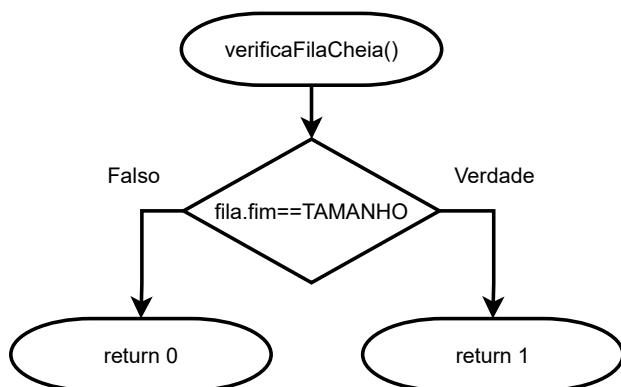 verificaFilaCheia()
Falso
Verdade
fila.fim==TAMANHO
return 0
return 1